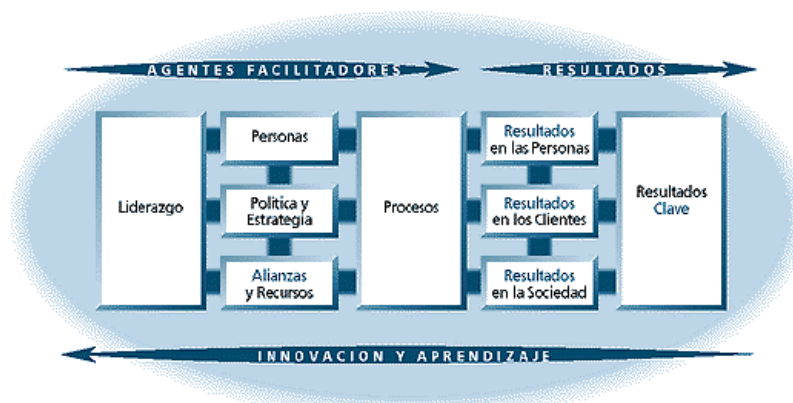 AGENTES FACILITADORES
RESULTADOS
Liderazgo
Personas
Política y
Estrategia
Alianzas
y Recursos
Procesos
Resultados
en las Personas
Resultados
en los Clientes
Resultados
en la Sociedad
Resultados
Clave
INNOVACION Y APRENDIZAJE